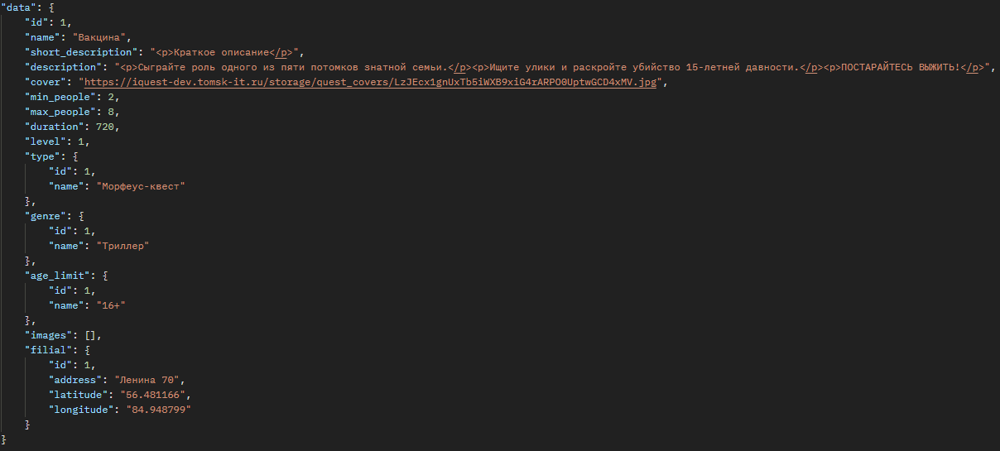 "data": {
"id": 1,
"name": "Вакцина",
"short_description": "<p>Краткое описание</p>",
"description": "<p>Сыграйте роль одного из пяти потомков знатной семьи.</p><p>Ищите улики и раскройте убийство 15-летней давности.</p><p>ПОСТАРАЙТЕСЬ ВЫЖИТЬ!</p>",
"cover": "https://iquest-dev.tomsk-it.ru/storage/quest_covers/LzJEcx1gnUxTb5iWXB9xiG4rARPO0UptwGCD4xMV.jpg",
"min_people": 2,
"max_people": 8,
"duration": 720,
"level": 1,
"type": {
"id": 1,
"name": "Морфеус-квест"
},
"genre": {
"id": 1,
"name": "Триллер"
},
"age_limit": {
"id": 1,
"name": "16+"
},
"images": [],
"filial": {
"id": 1,
"address": "Ленина 70",
"latitude": "56.481166",
"longitude": "84.948799"
}
}